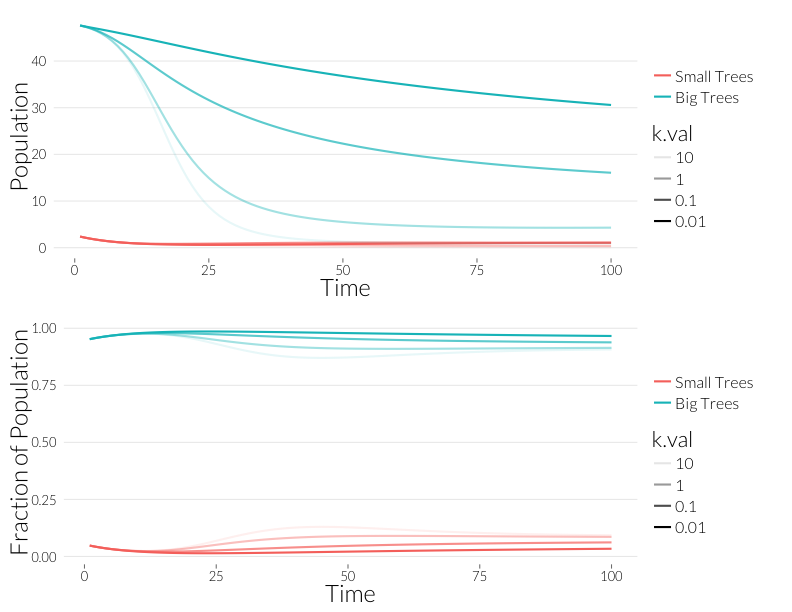 Population
40
30
20
10
0
0 25 50 75 100
Time
Small Trees
Big Trees
k.val
10
1
0.1
0.01
Fraction of Population
1.00
0.75
0.50
0.25
0.00
0 25 50 75 100
Time
Small Trees
Big Trees
k.val
10
1
0.1
0.01